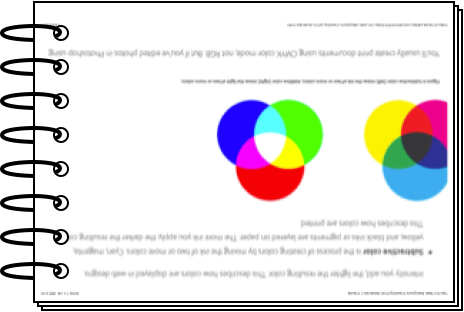 intensity you add, the lighter the resulting color. This describes how colors are displayed in web designs.
• Subtractive color is the process of creating colors by mixing the ink of two or more colors. Cyan, magenta,
yellow, and black inks or pigments are layered on paper. The more ink you apply, the darker the resulting co
This describes how colors are printed.
Subtractive color (left) mixes the ink of two or more colors. Additive color (right) mixes the light of two or more colors.
You'll usually create print documents using CMYK color mode, not RGB. But if you've edited photos in Photoshop using